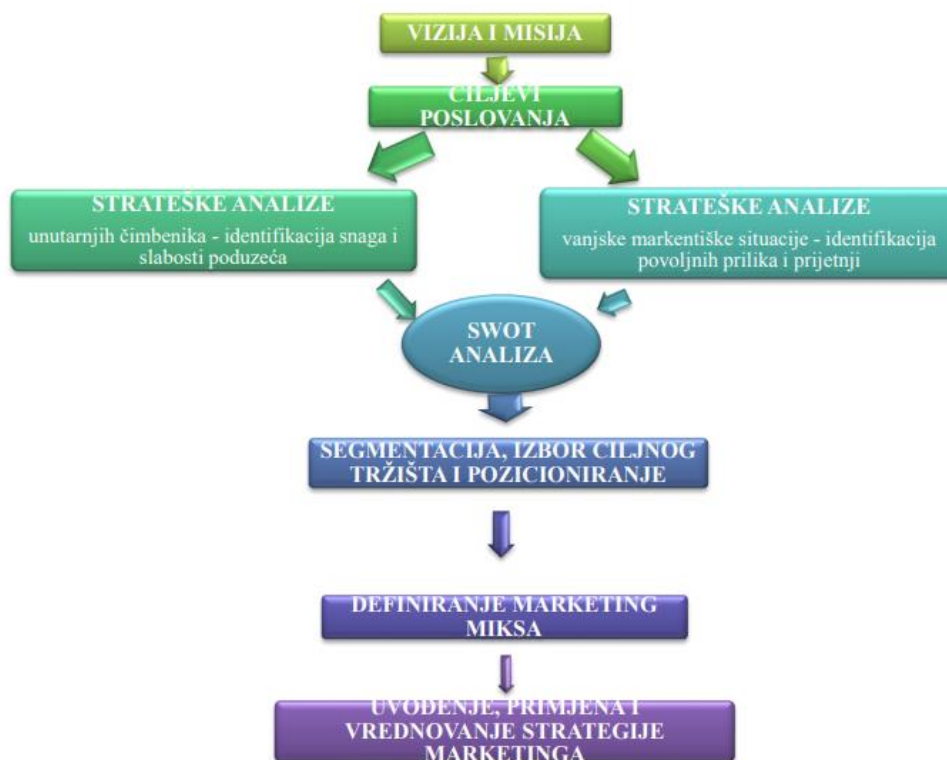 VIZIJA I MISIJA
CILJEVI
POSLOVANJA
STRATEŠKE ANALIZE
unutarnjih čimbenika - identifikacija snaga i
slabosti poduzeća
STRATEŠKE ANALIZE
vanjske markentiške situacije - identifikacija
povoljnih prilika i prijetnji
SWOT
ANALIZA
SEGMENTACIJA, IZBOR CILJNOG
TRŽIŠTA I POZICIONIRANJE
DEFINIRANJE MARKETING
MIKSA
UVOĐENJE, PRIMJENA I
VREDNOVANJE STRATEGIJE
MARKETINGA